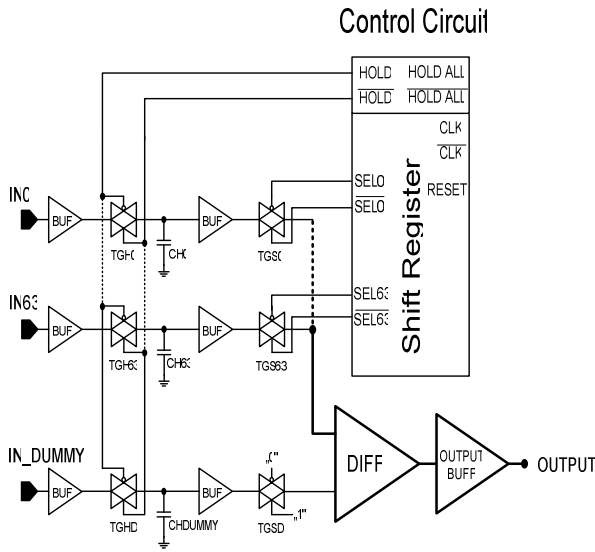 Control Circuit
HOLD HOLD ALL
HOLD HOLD ALL
CLK
CLK
SEL0
RESET
SEL0
Shift Register
SEL63
SEL63
IN0
BUF
TGH0
CH0
BUF
TGS0
IN63
BUF
TGH63
CH63
BUF
TGS63
IN_DUMMY
BUF
TGHD
CHDUMMY
BUF
„0"
TGSD
„1"
DIFF
OUTPUT
BUFF
OUTPUT